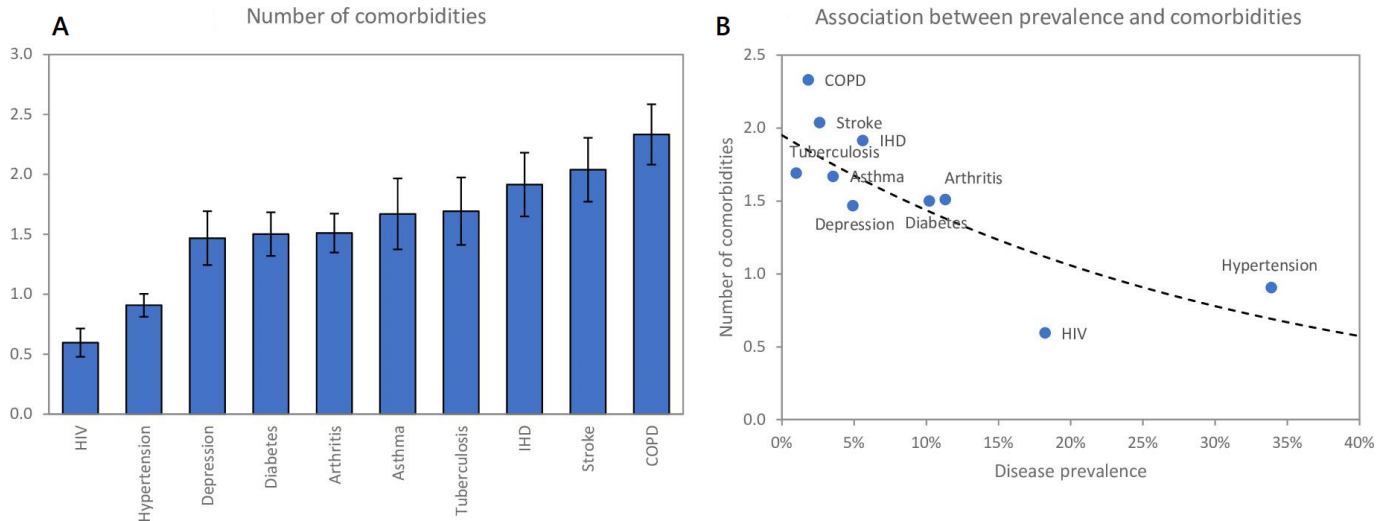 A
Number of comorbidities
3.0
2.5
2.0
1.5
1.0
0.5
0.0
HIV
Hypertension
Depression
Diabetes
Arthritis
Asthma
Tuberculosis
IHD
Stroke
COPD
B
Association between prevalence and comorbidities
Number of comorbidities
2.5
2.0
1.5
1.0
0.5
0.0
COPD
Stroke
IHD
Tuberculosis
Asthma
Arthritis
Depression
Diabetes
Hypertension
HIV
0% 5% 10% 15% 20% 25% 30% 35% 40%
Disease prevalence